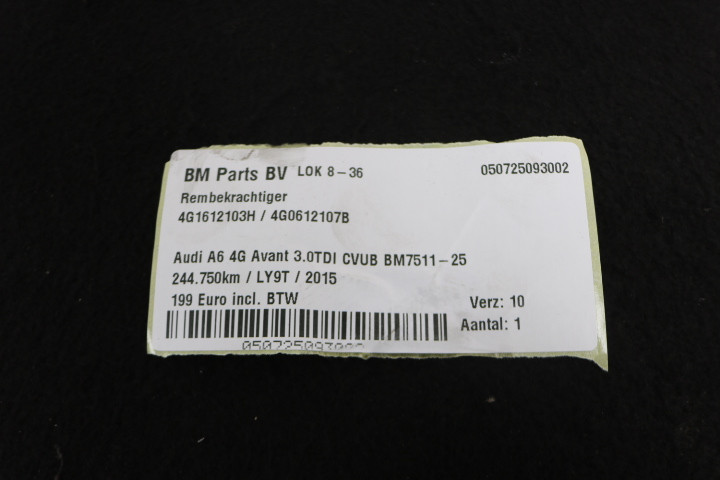 BM Parts BV LOK 8-36 050725093002
Rembekrachtiger
4G1612103H / 4G0612107B
Audi A6 4G Avant 3.0TDI CVUB BM7511-25
244.750km / LY9T / 2015
199 Euro incl. BTW Verz: 10
Aantal: 1
050725093002